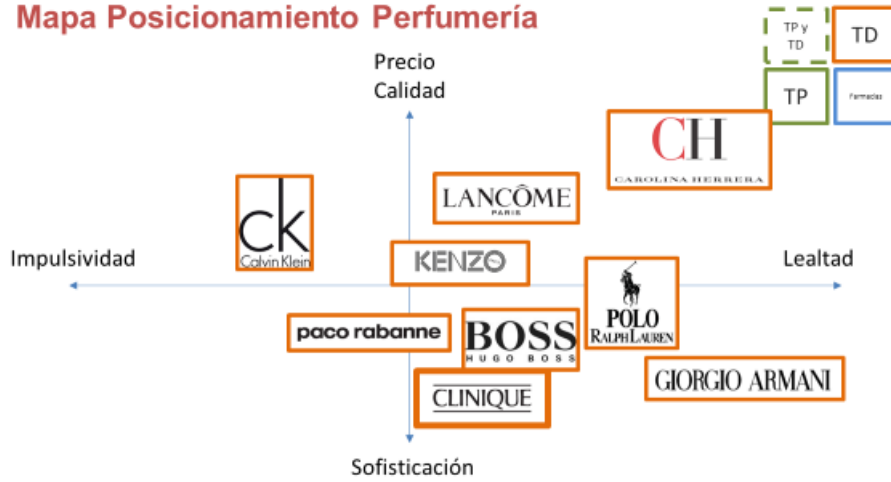 Mapa Posicionamiento Perfumería
TP y
TD
TD
TP
Farmacias
Precio
Calidad
CH
CAROLINA HERRERA
LANCÔME
PARIS
ck
Calvin Klein
KENZO
Impulsividad
Lealtad
POLO
RALPH LAUREN
paco rabanne
BOSS
HUGO BOSS
GIORGIO ARMANI
CLINIQUE
Sofisticación